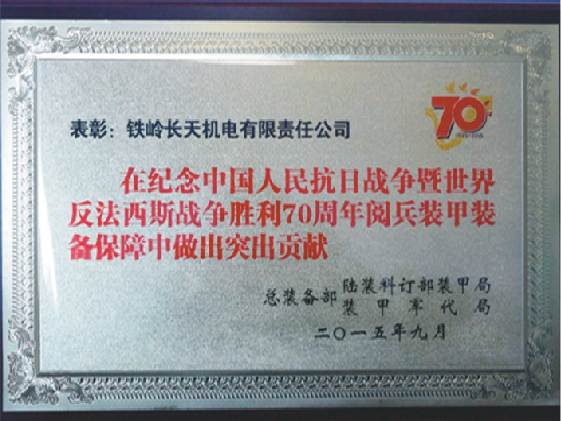 70
表彰：铁岭长天机电有限责任公司
在纪念中国人民抗日战争暨世界
反法西斯战争胜利70周年阅兵装甲装
备保障中做出突出贡献
总装备部
陆装科订部装甲局
装甲军代局
二〇一五年九月